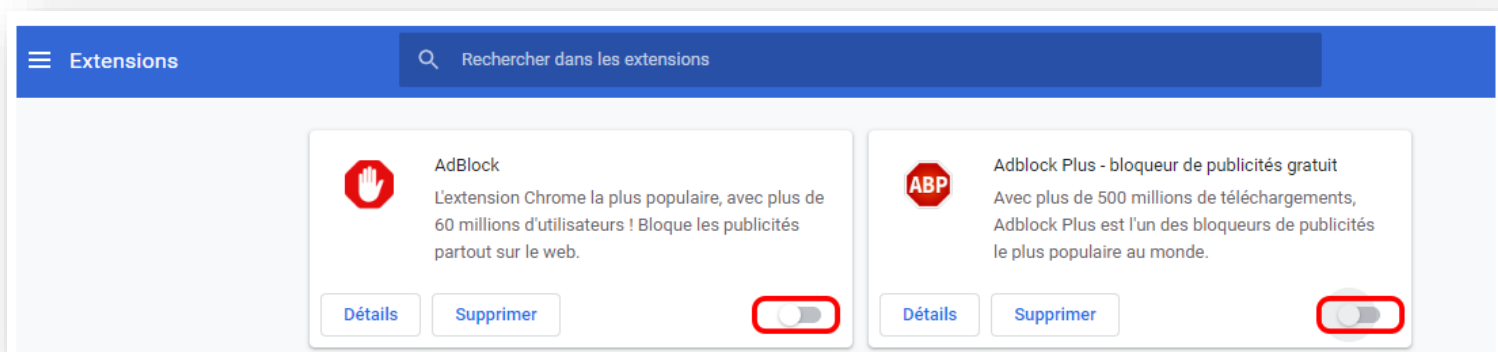 Extensions
Rechercher dans les extensions
AdBlock
L'extension Chrome la plus populaire, avec plus de
60 millions d'utilisateurs ! Bloque les publicités
partout sur le web.
Détails
Supprimer
ABP
Adblock Plus - bloqueur de publicités gratuit
Avec plus de 500 millions de téléchargements,
Adblock Plus est l'un des bloqueurs de publicités
le plus populaire au monde.
Détails
Supprimer